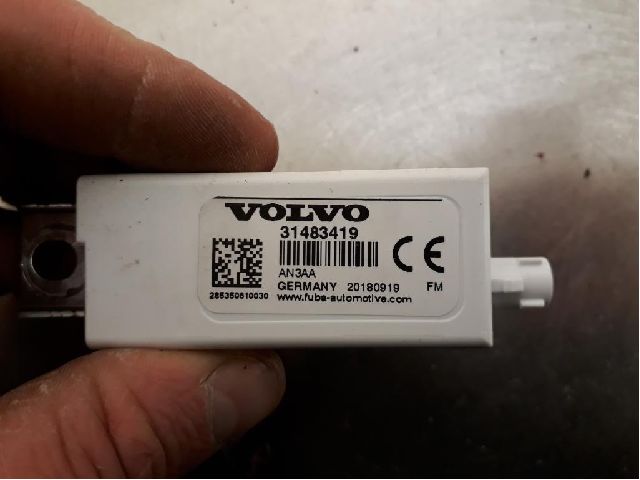 VOLVO
31483419
CE
AN3AA
GERMANY 20180919 FM
285350610030 www.fuba-automotive.com